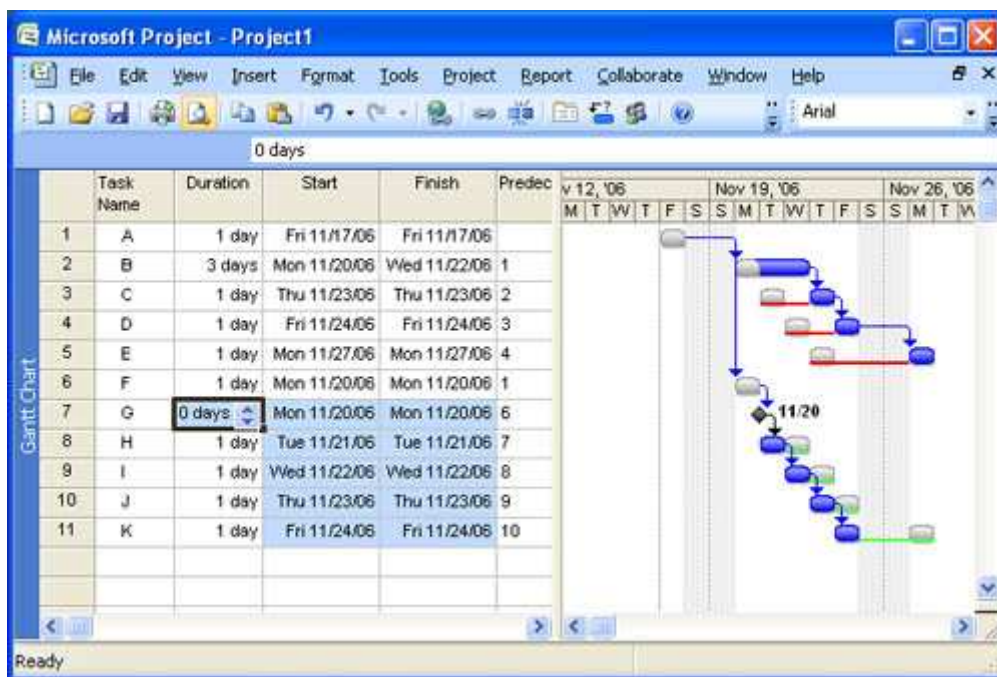 Microsoft Project - Project1
File Edit View Insert Format Tools Project Report Collaborate Window Help
Arial
0 days
Task Name Duration Start Finish Predec
v 12, '06 Nov 19, '06 Nov 26, '06
M T W T F S S M T W T F S S M T W
1 A 1 day Fri 11/17/06 Fri 11/17/06
2 B 3 days Mon 11/20/06 Wed 11/22/06 1
3 C 1 day Thu 11/23/06 Thu 11/23/06 2
4 D 1 day Fri 11/24/06 Fri 11/24/06 3
5 E 1 day Mon 11/27/06 Mon 11/27/06 4
6 F 1 day Mon 11/20/06 Mon 11/20/06 1
7 G 0 days Mon 11/20/06 Mon 11/20/06 6 11/20
8 H 1 day Tue 11/21/06 Tue 11/21/06 7
9 I 1 day Wed 11/22/06 Wed 11/22/06 8
10 J 1 day Thu 11/23/06 Thu 11/23/06 9
11 K 1 day Fri 11/24/06 Fri 11/24/06 10
Gantt Chart
Ready